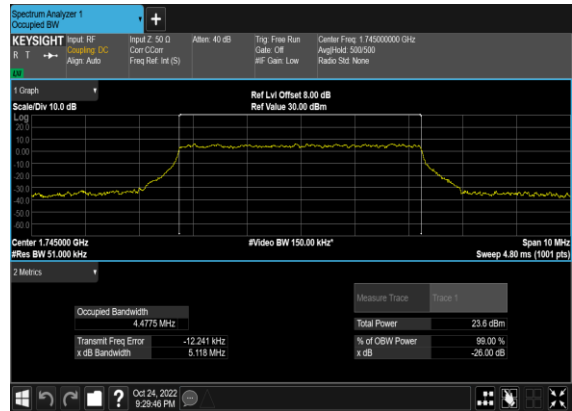 Spectrum Analyzer 1
Occupied BW
+
KEYSIGHT
R T
LV
Input: RF
Coupling: DC
Align: Auto
Input Z: 50 Ω
Corr CCorr
Freq Ref: Int (S)
Atten: 40 dB
Trig: Free Run
Gate: Off
#IF Gain: Low
Center Freq: 1.745000000 GHz
Avg|Hold: 500/500
Radio Std: None
1 Graph
Scale/Div 10.0 dB
Ref Lvl Offset 8.00 dB
Ref Value 30.00 dBm
Log
20.0
10.0
0.00
-10.0
-20.0
-30.0
-40.0
-50.0
-60.0
Center 1.745000 GHz
#Res BW 51.000 kHz
#Video BW 150.00 kHz*
Span 10 MHz
Sweep 4.80 ms (1001 pts)
2 Metrics
Measure Trace
Trace 1
Occupied Bandwidth
4.4775 MHz
Total Power
23.6 dBm
Transmit Freq Error
-12.241 kHz
% of OBW Power
99.00 %
x dB Bandwidth
5.118 MHz
x dB
-26.00 dB
?
Oct 24, 2022
9:29:46 PM